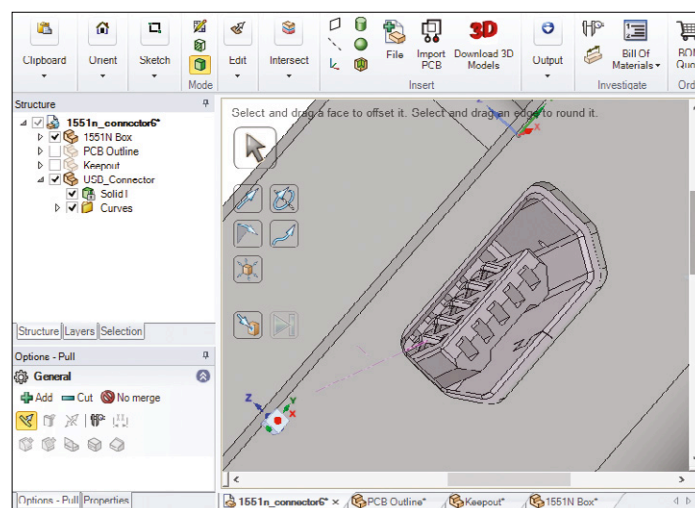 Clipboard
Orient
Sketch
Mode
Edit
Intersect
File
Import PCB
3D
Download 3D Models
Insert
Output
Bill Of Materials
Investigate
Structure
1551n_connector6*
1551N Box
PCB Outline
Keepout
USB_Connector
Solid1
Curves
Structure Layers Selection
Options - Pull
General
Add Cut No merge
Options - Pull Properties
Select and drag a face to offset it. Select and drag an edge to round it.
X
Z Y X
1551n_connector6* × PCB Outline* Keepout* 1551N Box*